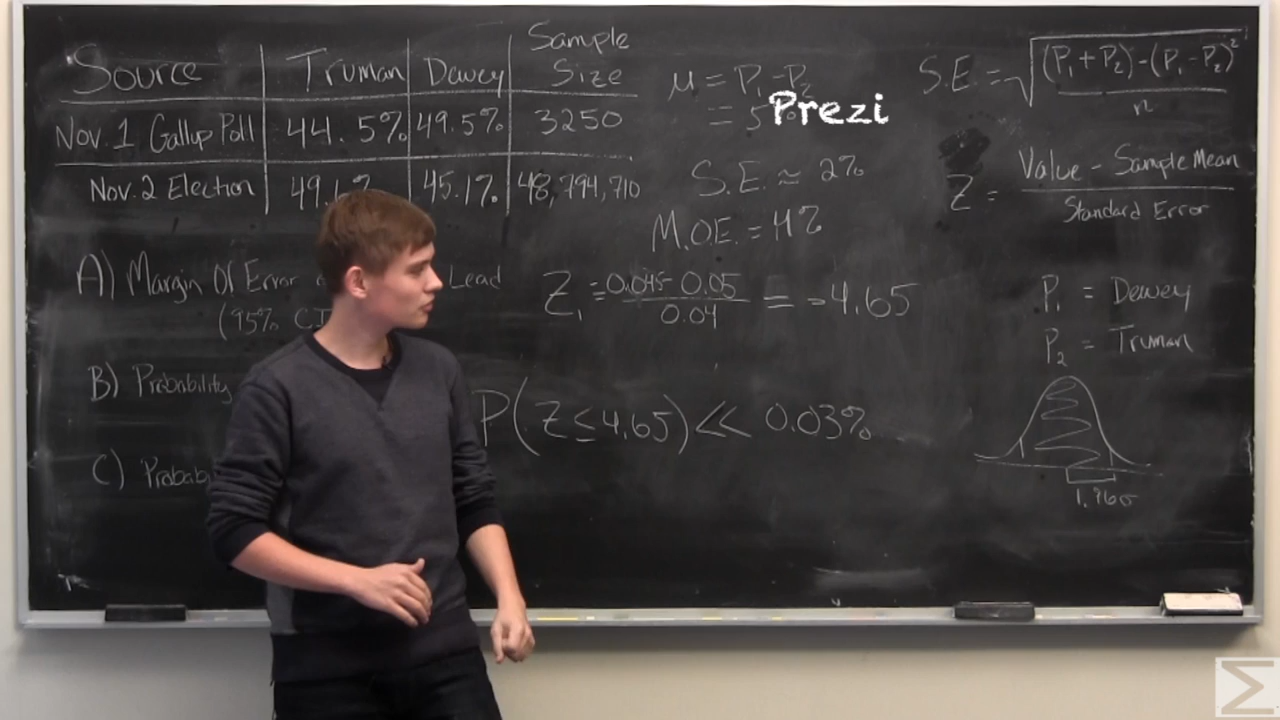 Source Truman Dewey Sample Size
Nov. 1 Gallup Poll 44.5% 49.5% 3250
Nov. 2 Election 49. 45.1% 48,794,710
A) Margin Of Error Lead
(95% CI
B) Probability
C)
μ = P₁-P₂
= 5
Prezi
S.E. ≈ 2%
M.O.E. = 4%
Z₁ = 0.045- 0.05 / 0.04 = -4.65
P(Z≤4.65) << 0.03%
S.E. = √(P₁+P₂)-(P₁-P₂)² / n
Z = Value - Sample Mean / Standard Error
P₁ = Dewey
P₂ = Truman
1.96σ
Σ